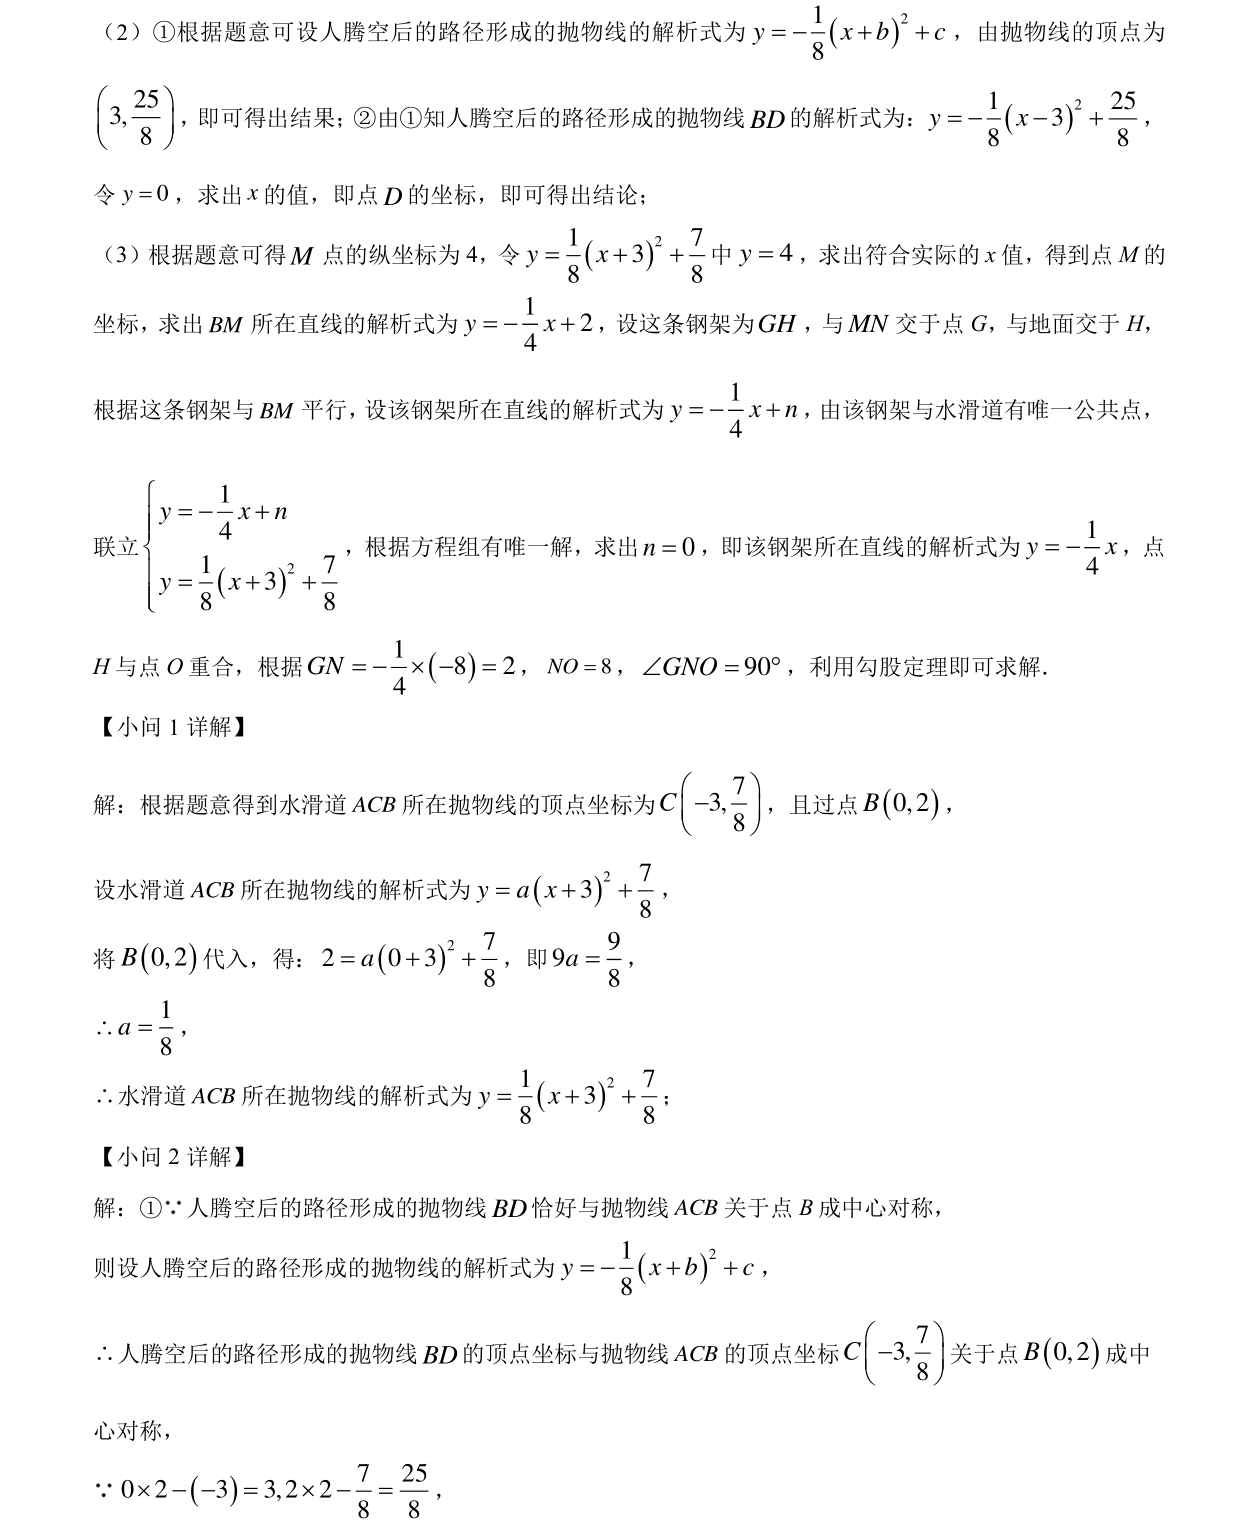 （2）①根据题意可设人腾空后的路径形成的抛物线的解析式为 y = −1/8(x+b)² + c，由抛物线的顶点为
(3, 25/8)，即可得出结果；②由①知人腾空后的路径形成的抛物线 BD 的解析式为：y = −1/8(x−3)² + 25/8，
令 y = 0，求出 x 的值，即点 D 的坐标，即可得出结论；
（3）根据题意可得 M 点的纵坐标为 4，令 y = 1/8(x+3)² + 7/8 中 y = 4，求出符合实际的 x 值，得到点 M 的
坐标，求出 BM 所在直线的解析式为 y = −1/4x + 2，设这条钢架为 GH，与 MN 交于点 G，与地面交于 H，
根据这条钢架与 BM 平行，设该钢架所在直线的解析式为 y = −1/4x + n，由该钢架与水滑道有唯一公共点，
联立{y = −1/4x + n, y = 1/8(x+3)² + 7/8，根据方程组有唯一解，求出 n = 0，即该钢架所在直线的解析式为 y = −1/4x，点
H 与点 O 重合，根据 GN = −1/4×(−8) = 2，NO = 8，∠GNO = 90°，利用勾股定理即可求解．
【小问 1 详解】
解：根据题意得到水滑道 ACB 所在抛物线的顶点坐标为 C(−3, 7/8)，且过点 B(0, 2)，
设水滑道 ACB 所在抛物线的解析式为 y = a(x+3)² + 7/8，
将 B(0, 2) 代入，得：2 = a(0+3)² + 7/8，即 9a = 9/8，
∴a = 1/8，
∴水滑道 ACB 所在抛物线的解析式为 y = 1/8(x+3)² + 7/8；
【小问 2 详解】
解：①∵人腾空后的路径形成的抛物线 BD 恰好与抛物线 ACB 关于点 B 成中心对称，
则设人腾空后的路径形成的抛物线的解析式为 y = −1/8(x+b)² + c，
∴人腾空后的路径形成的抛物线 BD 的顶点坐标与抛物线 ACB 的顶点坐标 C(−3, 7/8) 关于点 B(0, 2) 成中
心对称，
∵0×2−(−3) = 3, 2×2−7/8 = 25/8，